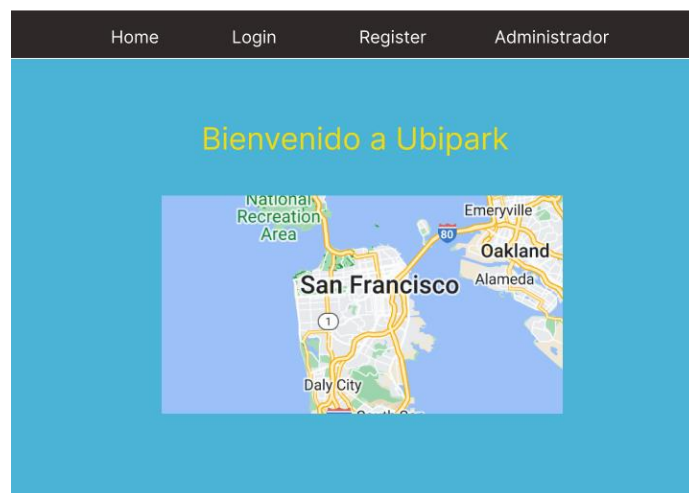 Home Login Register Administrador
Bienvenido a Ubipark
National
Recreation
Area
Emeryville
80
Oakland
San Francisco
Alameda
1
Daly City